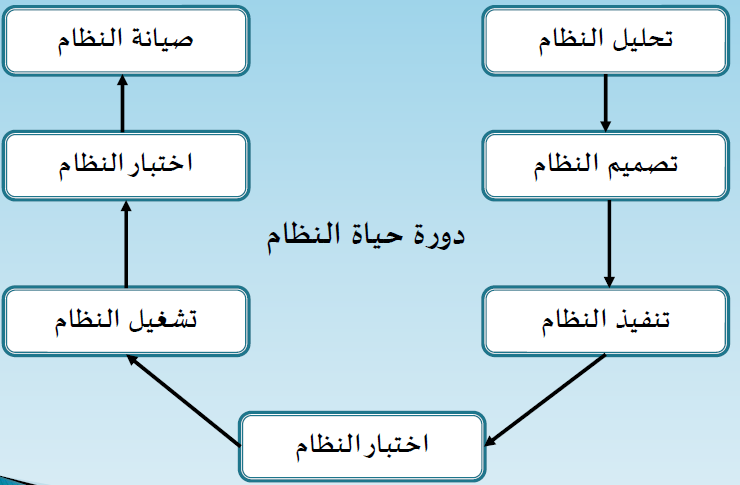 تحليل النظام
تصميم النظام
تنفيذ النظام
اختبار النظام
تشغيل النظام
اختبار النظام
صيانة النظام
دورة حياة النظام